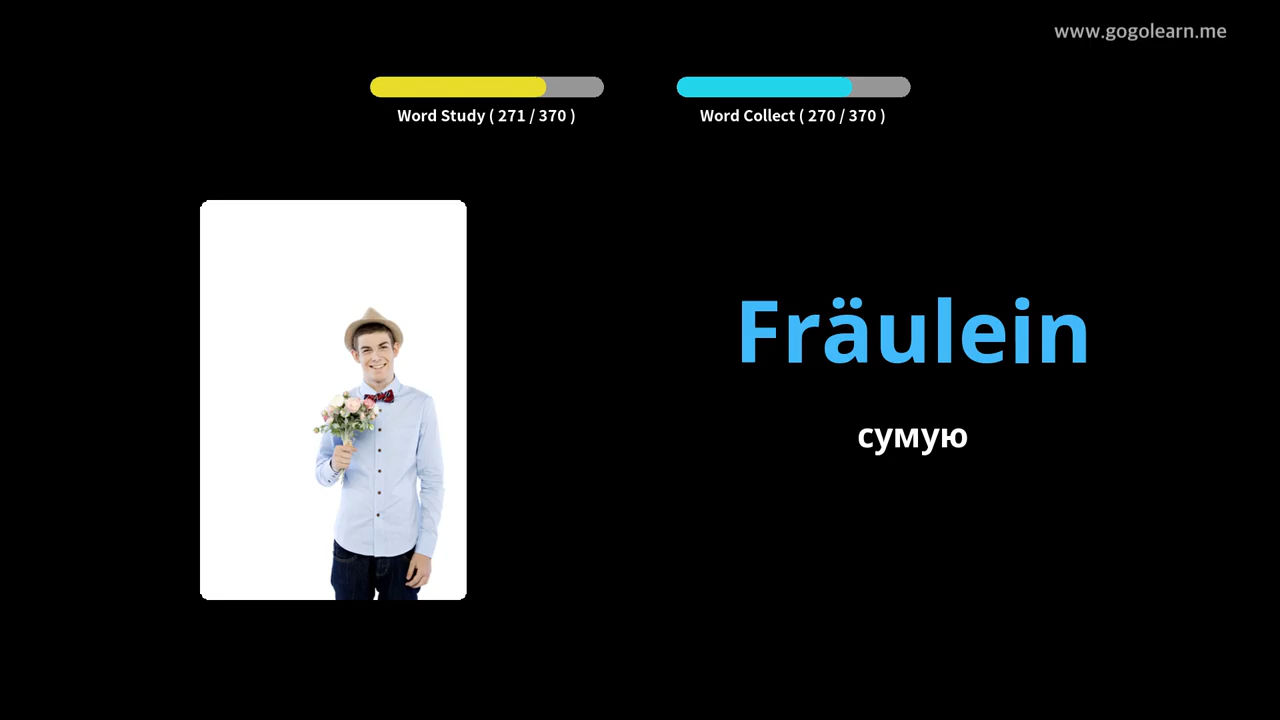 www.gogolearn.me
Word Study ( 271 / 370 )
Word Collect ( 270 / 370 )
Fräulein
сумую